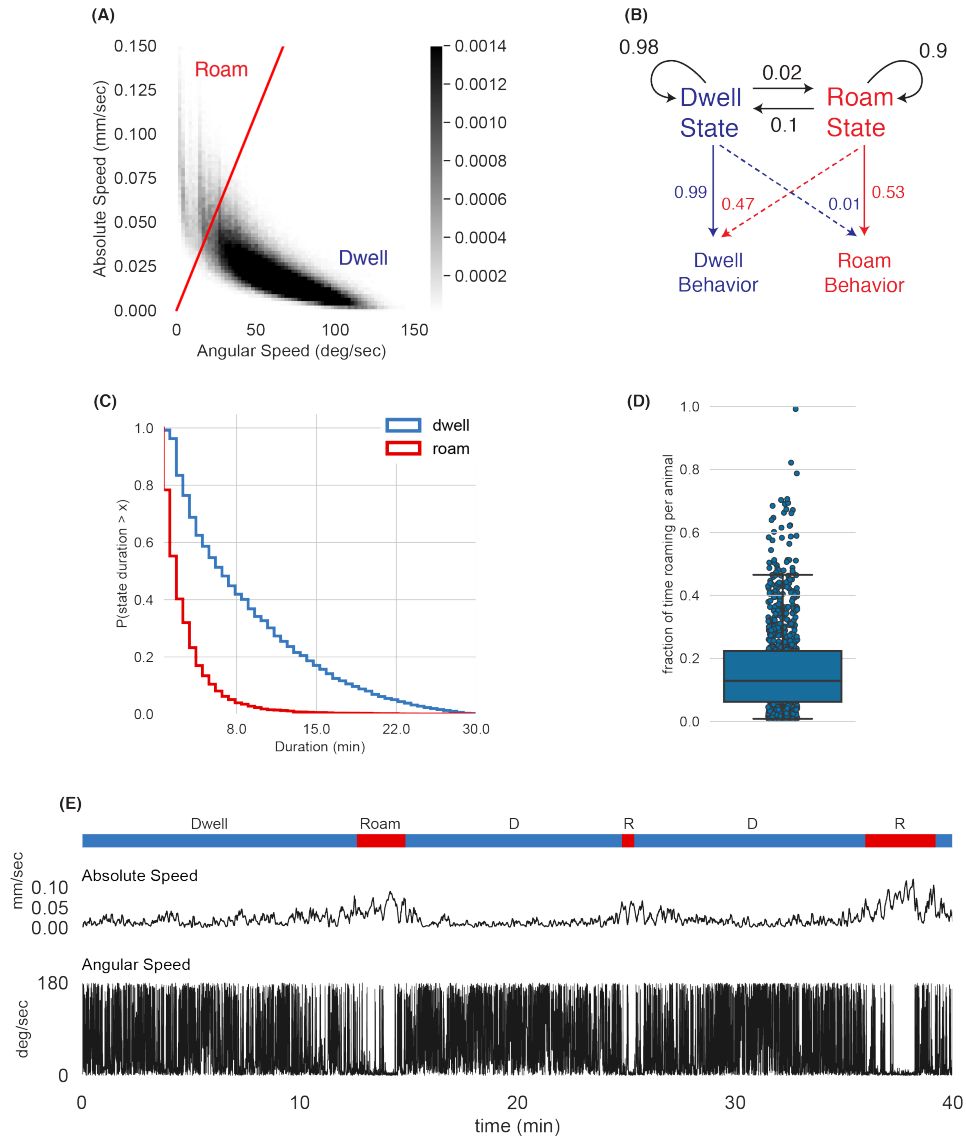 (A)
0.150
0.125
0.100
0.075
0.050
0.025
0.000
Absolute Speed (mm/sec)
Roam
Dwell
0 50 100 150
Angular Speed (deg/sec)
0.0014
0.0012
0.0010
0.0008
0.0006
0.0004
0.0002
(B)
0.98
0.02
0.9
Dwell
State
Roam
State
0.1
0.99
0.47
0.01
0.53
Dwell
Behavior
Roam
Behavior
(C)
1.0
0.8
0.6
0.4
0.2
0.0
P(state duration > x)
dwell
roam
8.0 15.0 22.0 30.0
Duration (min)
(D)
1.0
0.8
0.6
0.4
0.2
0.0
fraction of time roaming per animal
(E)
Dwell Roam D R D R
Absolute Speed
mm/sec
0.10
0.05
0.00
Angular Speed
deg/sec
180
0
0 10 20 30 40
time (min)